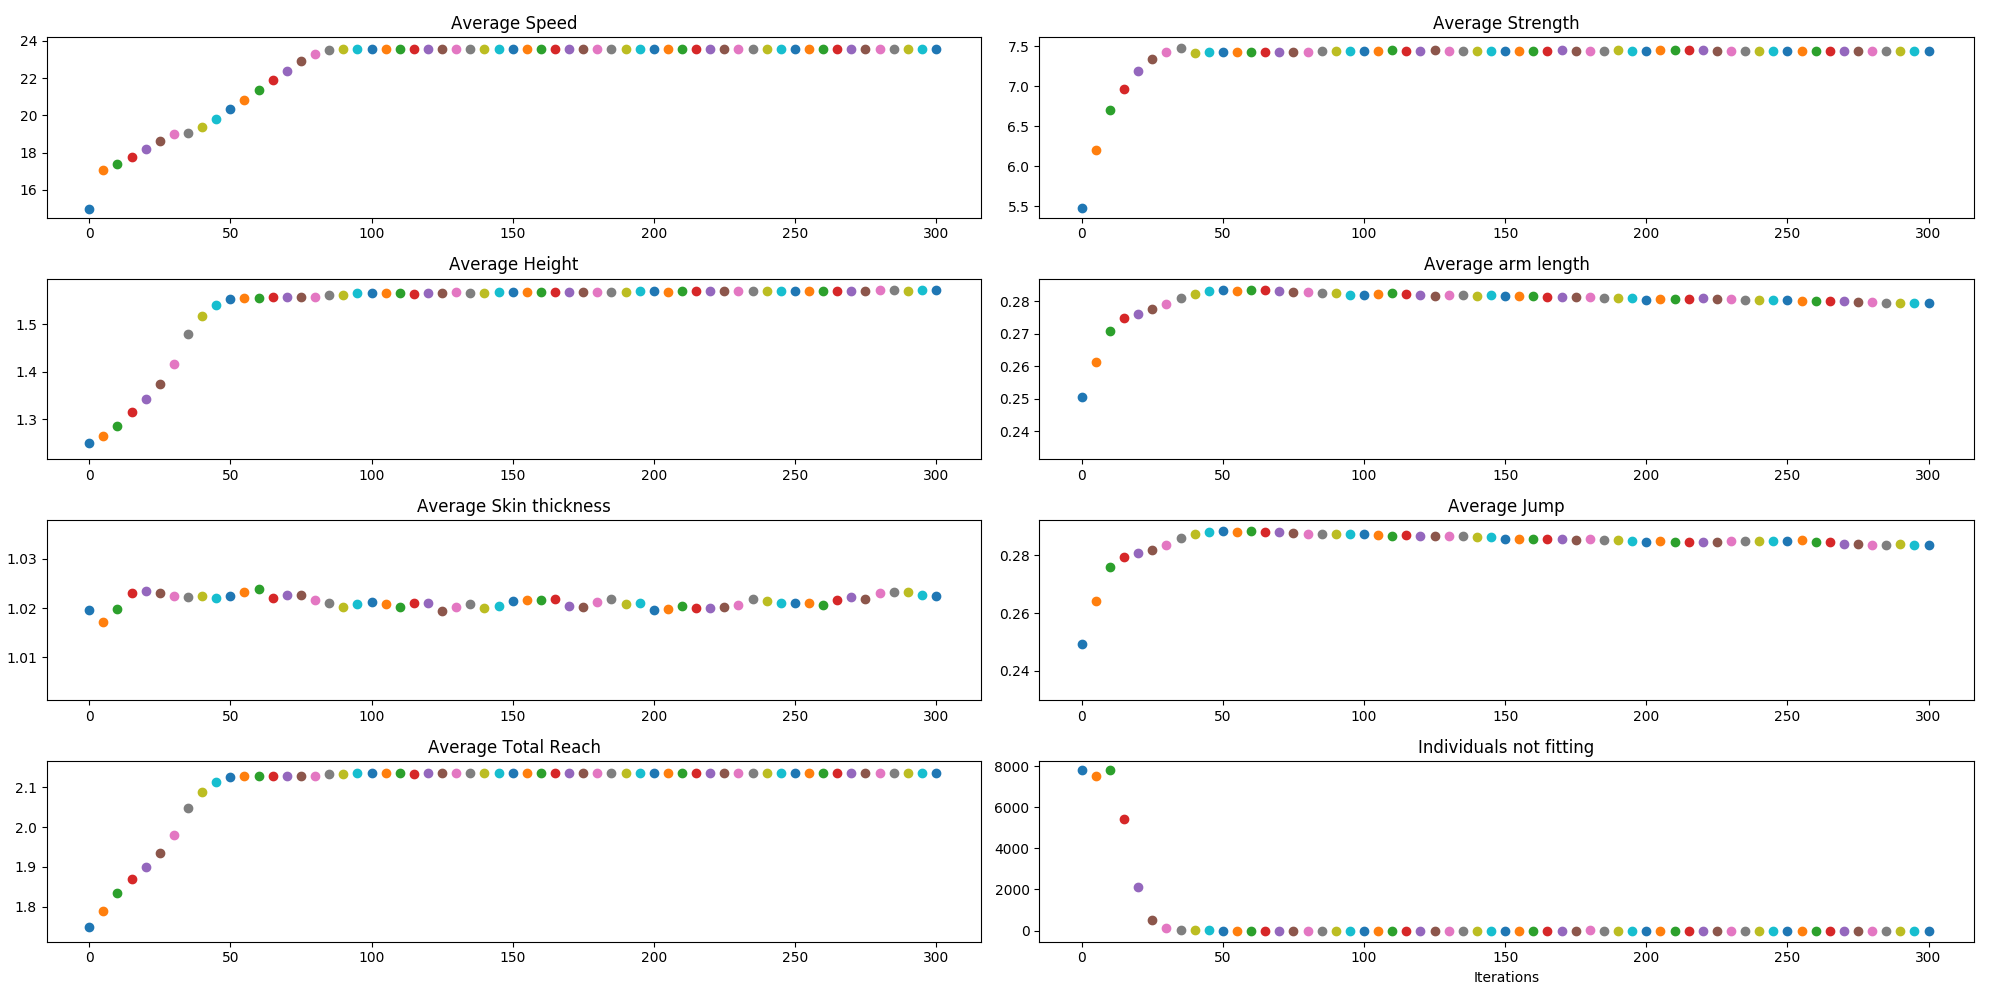 Average Speed
24
22
20
18
16
0 50 100 150 200 250 300
Average Strength
7.5
7.0
6.5
6.0
5.5
0 50 100 150 200 250 300
Average Height
1.5
1.4
1.3
0 50 100 150 200 250 300
Average arm length
0.28
0.27
0.26
0.25
0.24
0 50 100 150 200 250 300
Average Skin thickness
1.03
1.02
1.01
0 50 100 150 200 250 300
Average Jump
0.28
0.26
0.24
0 50 100 150 200 250 300
Average Total Reach
2.1
2.0
1.9
1.8
0 50 100 150 200 250 300
Individuals not fitting
8000
6000
4000
2000
0
0 50 100 150 200 250 300
Iterations